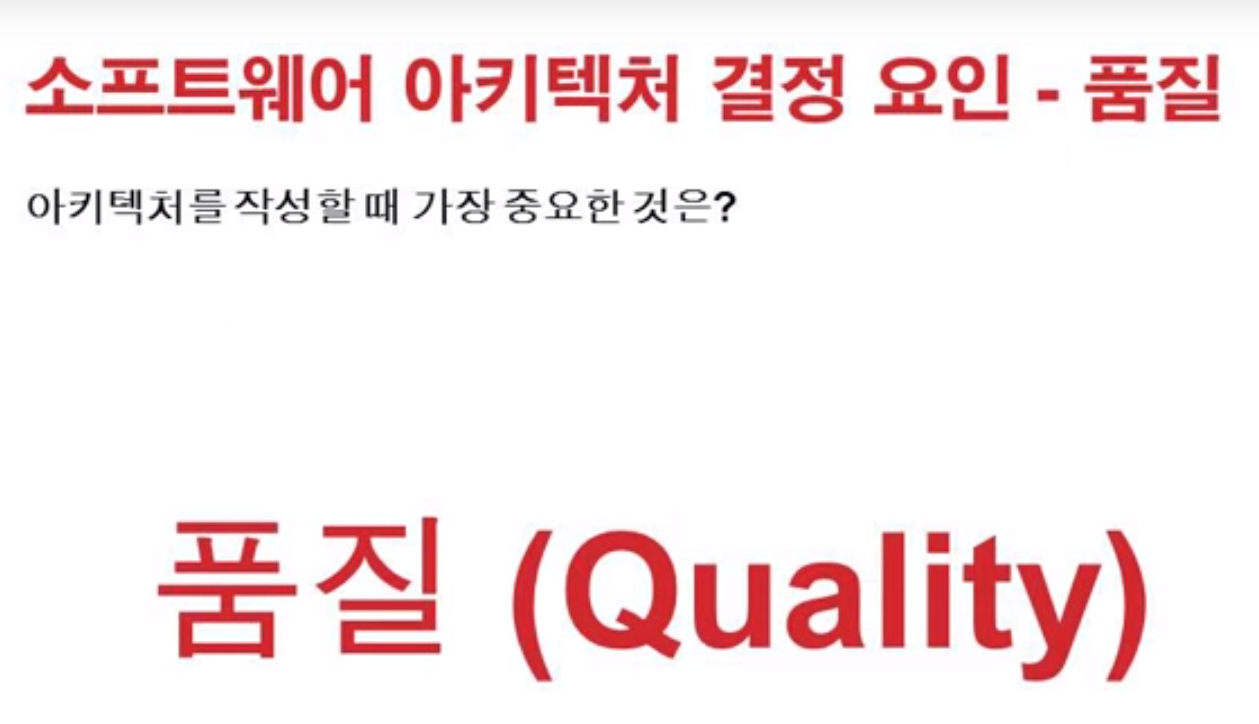 소프트웨어 아키텍처 결정 요인 - 품질
아키텍처를 작성할 때 가장 중요한 것은?
품질 (Quality)